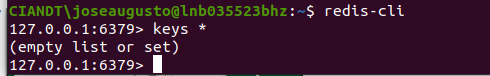 CIANDT\joseaugusto@lnb035523bhz:~$ redis-cli
127.0.0.1:6379> keys *
(empty list or set)
127.0.0.1:6379>